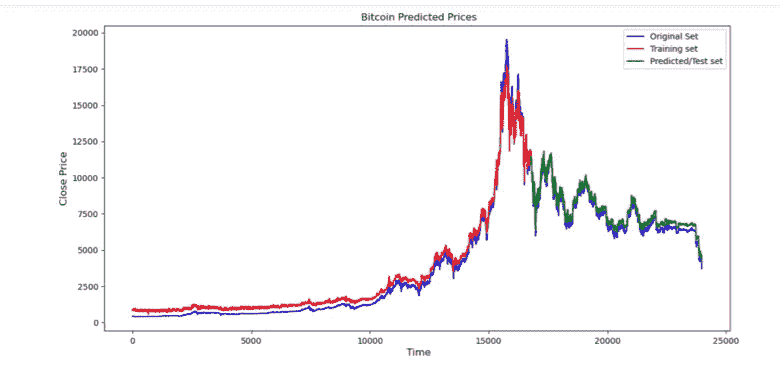 Bitcoin Predicted Prices
Original Set
Training set
Predicted/Test set
20000
17500
15000
12500
10000
7500
5000
2500
0
Close Price
0 5000 10000 15000 20000 25000
Time